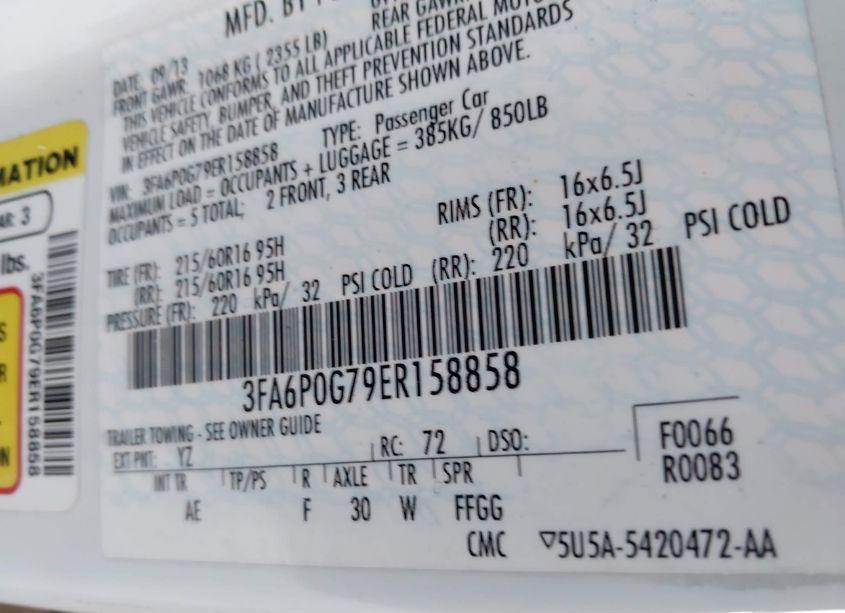 MFD. BY
REAR GAWR
DATE: 09/13
FRONT GAWR: 1068 KG ( 2355 LB)
THIS VEHICLE CONFORMS TO ALL APPLICABLE FEDERAL MOTOR
VEHICLE SAFETY, BUMPER, AND THEFT PREVENTION STANDARDS
IN EFFECT ON THE DATE OF MANUFACTURE SHOWN ABOVE.
VIN: 3FA6P0G79ER158858 TYPE: Passenger Car
MAXIMUM LOAD = OCCUPANTS + LUGGAGE = 385KG/ 850LB
OCCUPANTS = 5 TOTAL; 2 FRONT, 3 REAR
TIRE (FR): 215/60R16 95H RIMS (FR): 16x6.5J
(RR): 215/60R16 95H (RR): 16x6.5J
PRESSURE (FR): 220 kPa/ 32 PSI COLD (RR): 220 kPa/ 32 PSI COLD
3FA6P0G79ER158858
TRAILER TOWING - SEE OWNER GUIDE
EXT PNT: YZ RC: 72 DSO: F0066
R0083
INT TR TP/PS R AXLE TR SPR
AE F 30 W FFGG
CMC 5U5A-5420472-AA
MATION
AR: 3
lbs.
3FA6P0G79ER158858